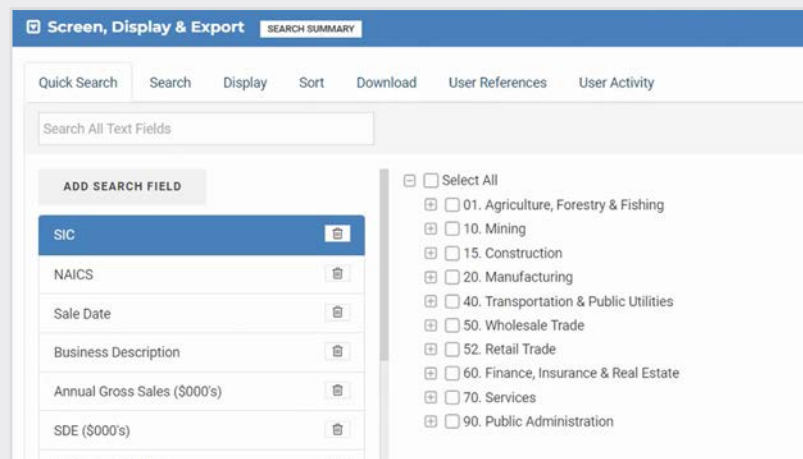 Screen, Display & Export SEARCH SUMMARY
Quick Search Search Display Sort Download User References User Activity
Search All Text Fields
ADD SEARCH FIELD
SIC
NAICS
Sale Date
Business Description
Annual Gross Sales ($000's)
SDE ($000's)
Select All
01. Agriculture, Forestry & Fishing
10. Mining
15. Construction
20. Manufacturing
40. Transportation & Public Utilities
50. Wholesale Trade
52. Retail Trade
60. Finance, Insurance & Real Estate
70. Services
90. Public Administration